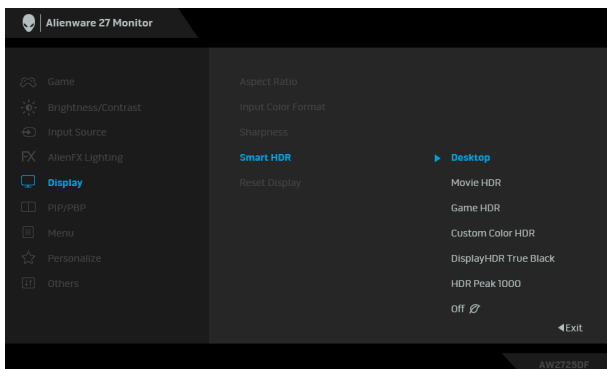 Alienware 27 Monitor
Game
Brightness/Contrast
Input Source
FX AlienFX Lighting
Display
PIP/PBP
Menu
Personalize
Others
Aspect Ratio
Input Color Format
Sharpness
Smart HDR
Reset Display
Desktop
Movie HDR
Game HDR
Custom Color HDR
DisplayHDR True Black
HDR Peak 1000
Off
Exit
AW2725DF